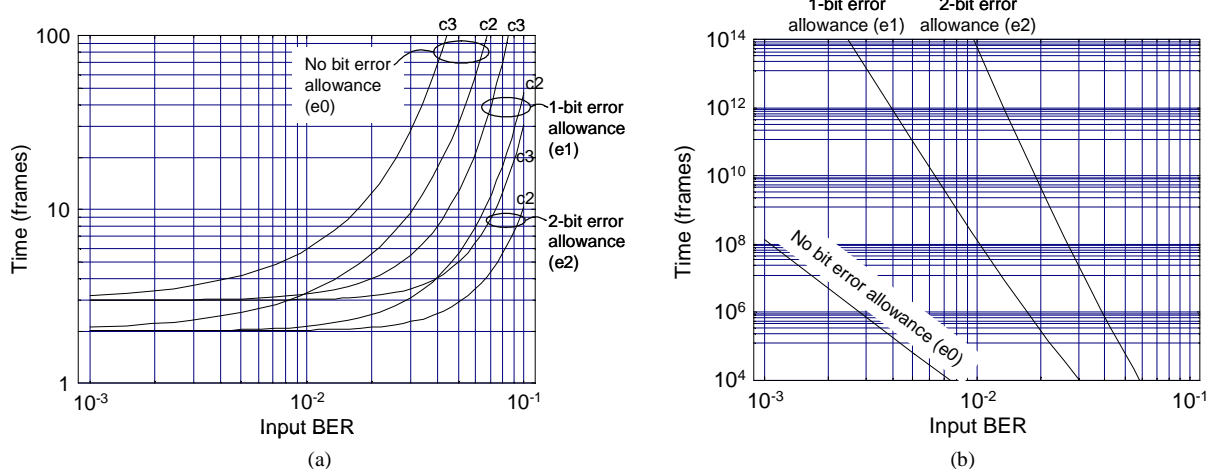 c3 c2 c3
100
No bit error
allowance
(e0)
c2
1-bit error
allowance
(e1)
c3
10
c2
2-bit error
allowance
(e2)
1
Time (frames)
10-3 10-2 10-1
Input BER
(a)
1-bit error
allowance (e1)
2-bit error
allowance (e2)
1014
1012
1010
108
106
104
Time (frames)
No bit error allowance (e0)
10-3 10-2 10-1
Input BER
(b)